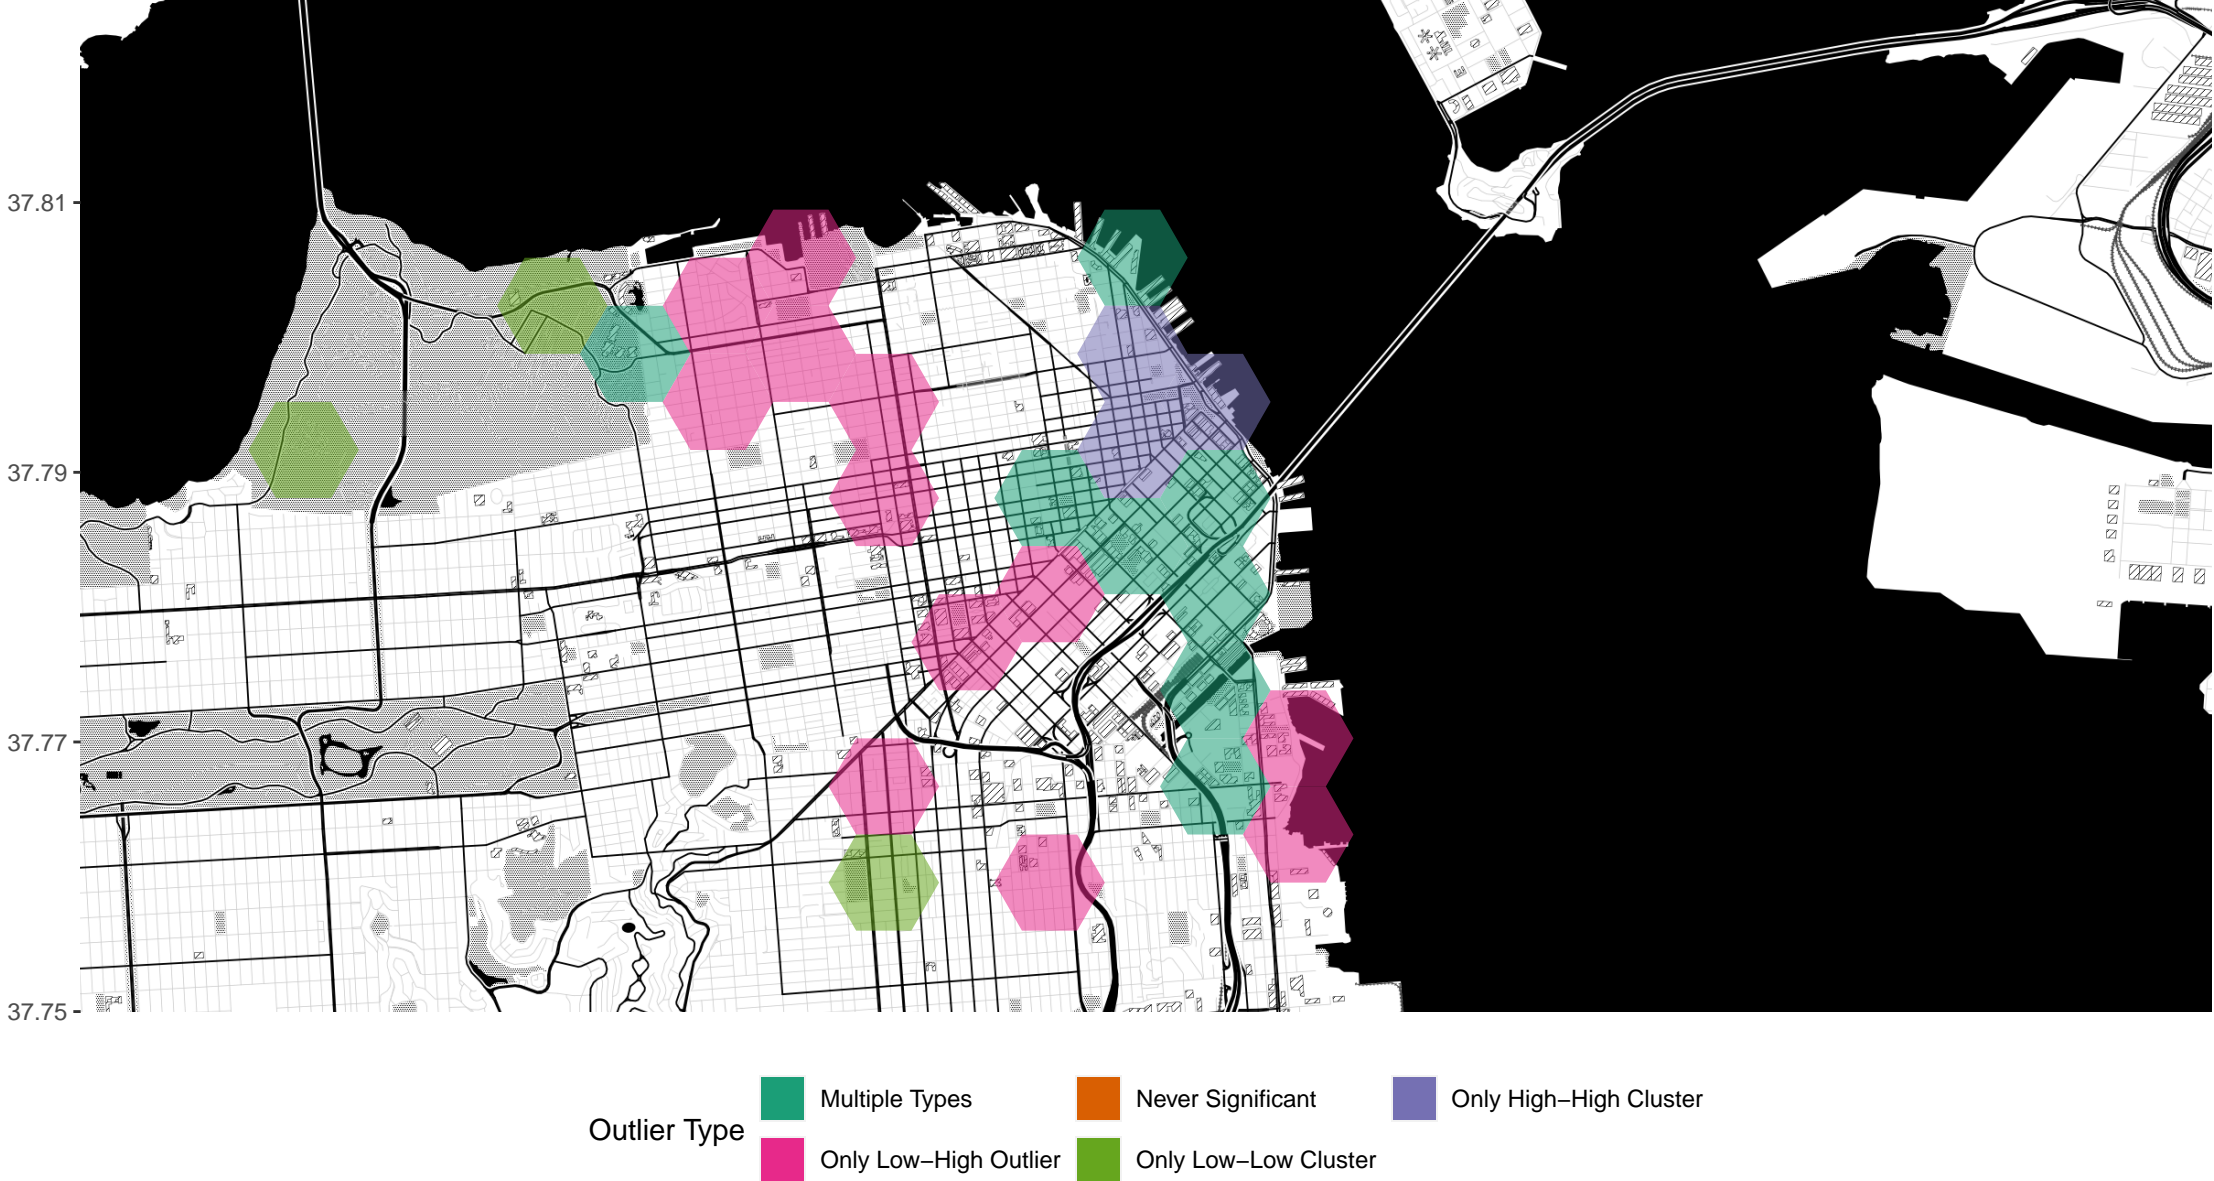 37.81
37.79
37.77
37.75
Outlier Type
Multiple Types
Never Significant
Only High−High Cluster
Only Low−High Outlier
Only Low−Low Cluster